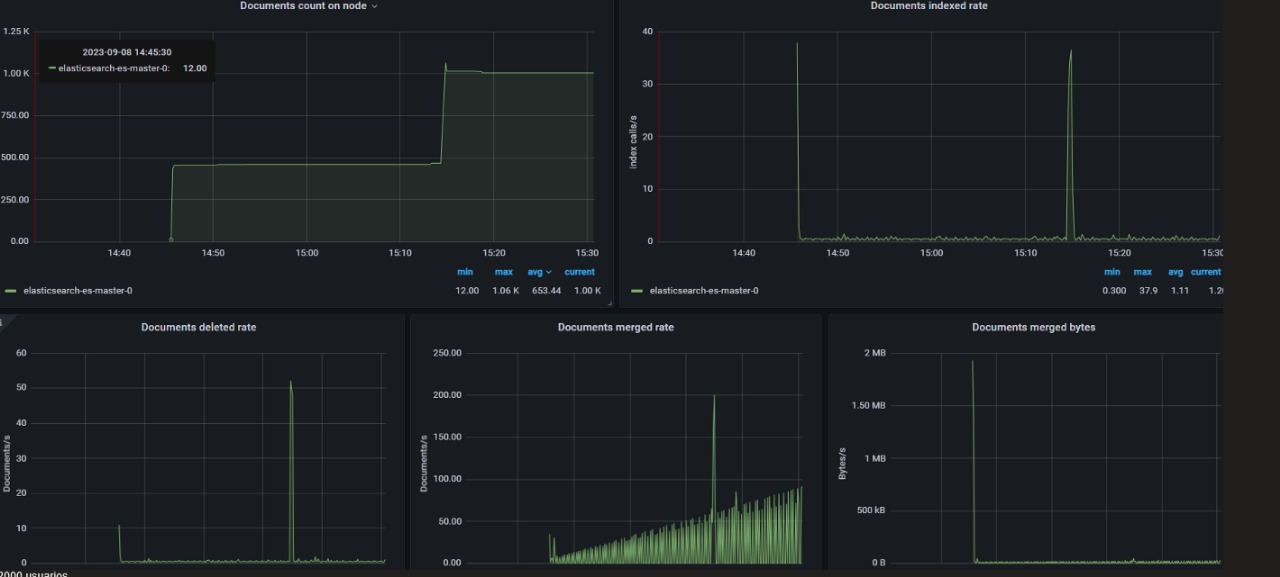 Documents count on node
1.25 K
1.00 K
750.00
500.00
250.00
0.00
2023-09-08 14:45:30
elasticsearch-es-master-0: 12.00
14:40 14:50 15:00 15:10 15:20 15:30
min max avg current
elasticsearch-es-master-0 12.00 1.06 K 653.44 1.00 K
Documents indexed rate
index calls/s
40
30
20
10
0
14:40 14:50 15:00 15:10 15:20 15:30
min max avg current
elasticsearch-es-master-0 0.300 37.9 1.11 1.20
Documents deleted rate
Documents/s
60
50
40
30
20
10
0
Documents merged rate
Documents/s
250.00
200.00
150.00
100.00
50.00
0.00
Documents merged bytes
Bytes/s
2 MB
1.50 MB
1 MB
500 kB
0 B
2000 usuarios